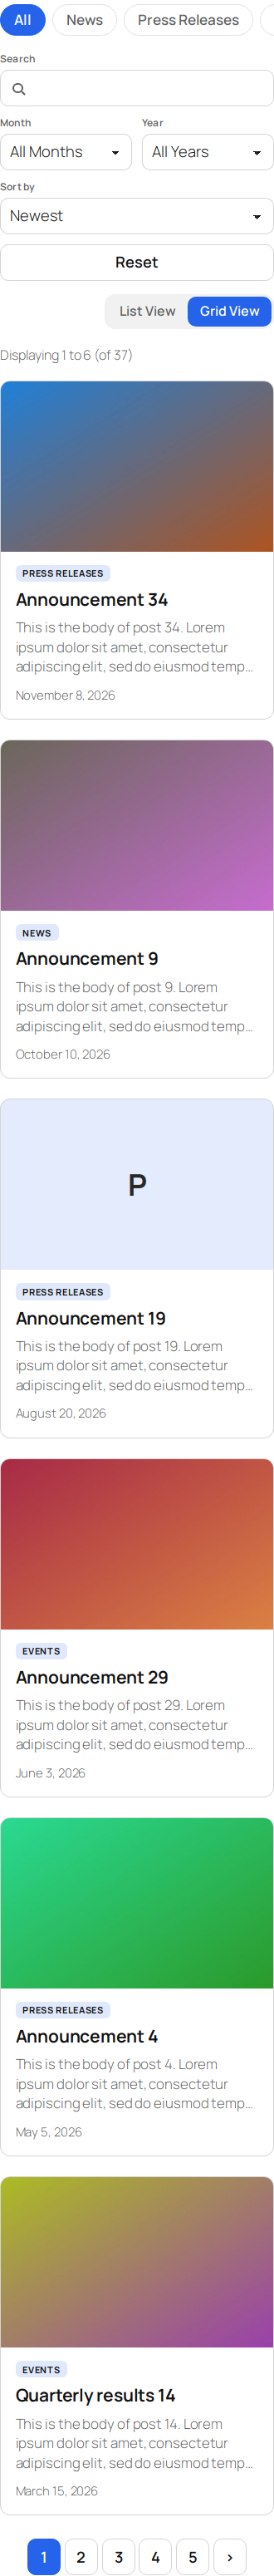 All News Press Releases
Search
Month Year
All Months All Years
Sort by
Newest
Reset
List View Grid View
Displaying 1 to 6 (of 37)
PRESS RELEASES
Announcement 34
This is the body of post 34. Lorem
ipsum dolor sit amet, consectetur
adipiscing elit, sed do eiusmod temp...
November 8, 2026
NEWS
Announcement 9
This is the body of post 9. Lorem
ipsum dolor sit amet, consectetur
adipiscing elit, sed do eiusmod temp...
October 10, 2026
P
PRESS RELEASES
Announcement 19
This is the body of post 19. Lorem
ipsum dolor sit amet, consectetur
adipiscing elit, sed do eiusmod temp...
August 20, 2026
EVENTS
Announcement 29
This is the body of post 29. Lorem
ipsum dolor sit amet, consectetur
adipiscing elit, sed do eiusmod temp...
June 3, 2026
PRESS RELEASES
Announcement 4
This is the body of post 4. Lorem
ipsum dolor sit amet, consectetur
adipiscing elit, sed do eiusmod temp...
May 5, 2026
EVENTS
Quarterly results 14
This is the body of post 14. Lorem
ipsum dolor sit amet, consectetur
adipiscing elit, sed do eiusmod temp...
March 15, 2026
1 2 3 4 5 ›